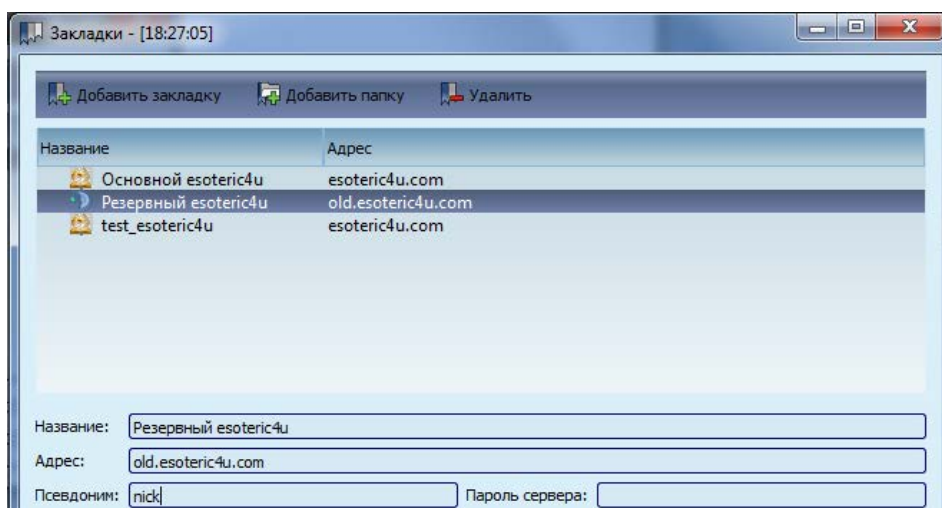 Закладки - [18:27:05]
Добавить закладку Добавить папку Удалить
Название Адрес
Основной esoteric4u esoteric4u.com
Резервный esoteric4u old.esoteric4u.com
test_esoteric4u esoteric4u.com
Название: Резервный esoteric4u
Адрес: old.esoteric4u.com
Псевдоним: nick Пароль сервера: